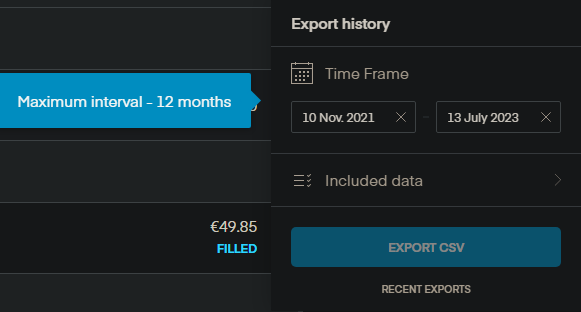 Export history
Time Frame
Maximum interval - 12 months
10 Nov. 2021
13 July 2023
Included data
€49.85
FILLED
EXPORT CSV
RECENT EXPORTS